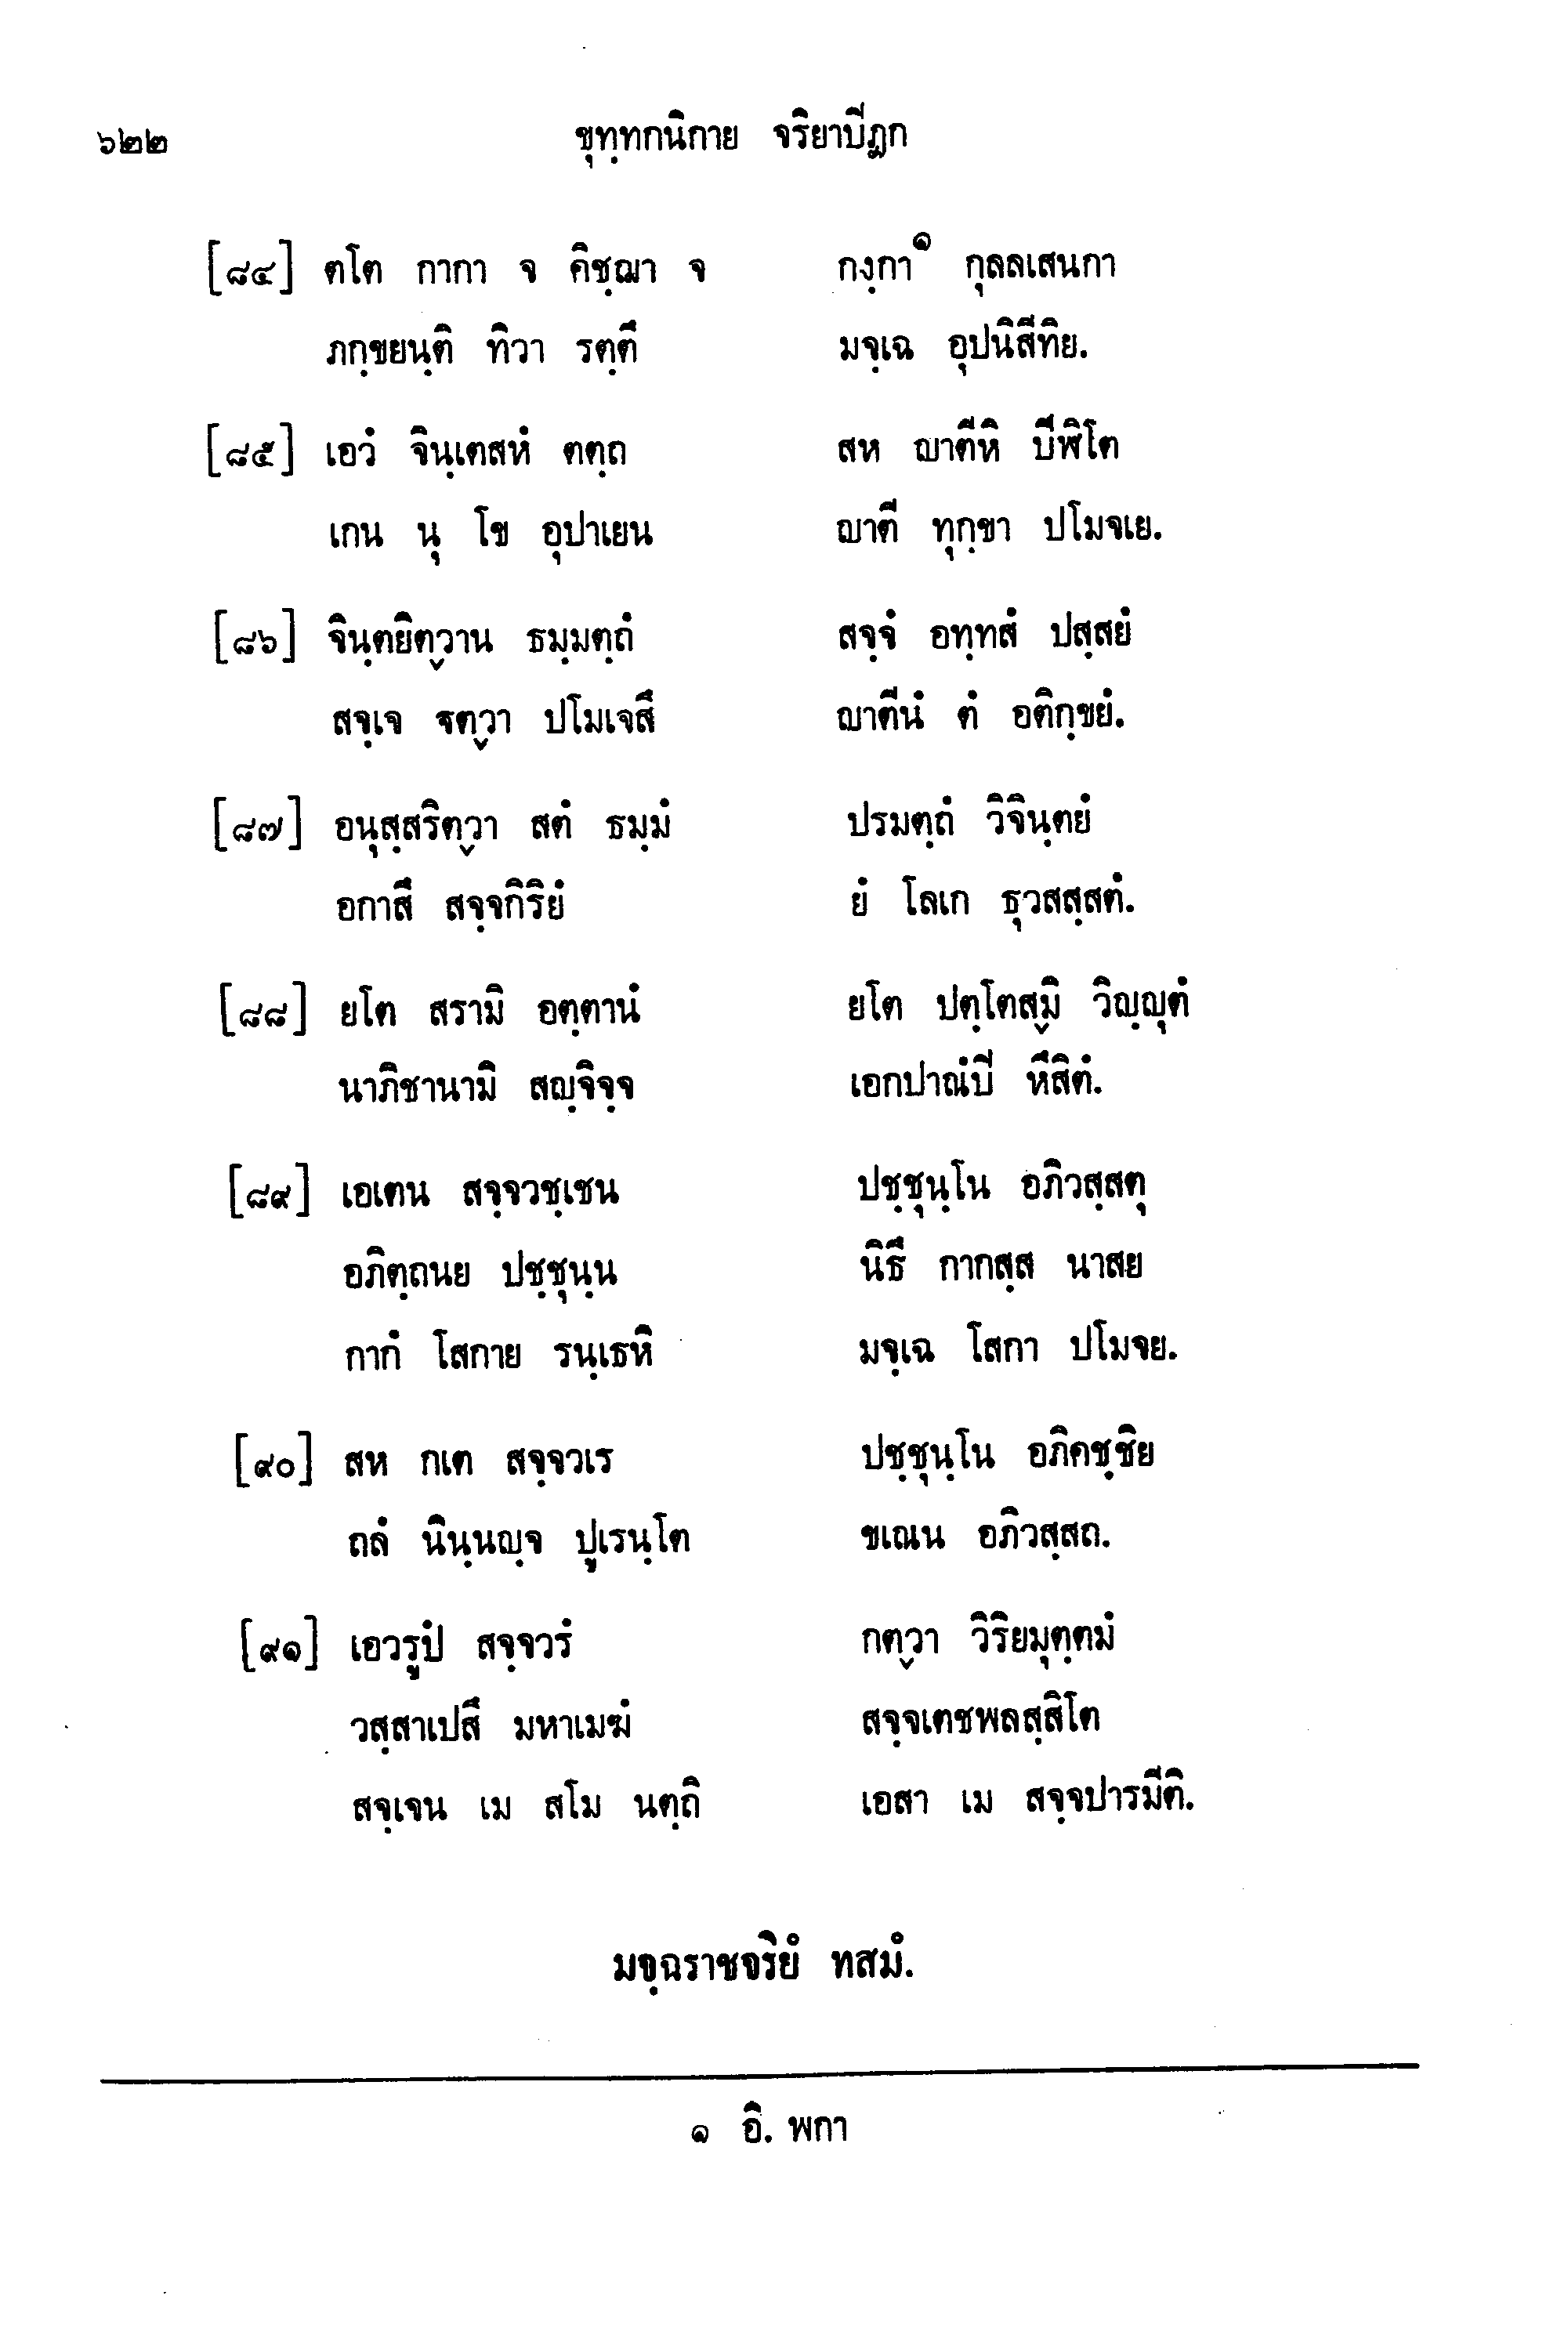 ๖๒๒ ขุทฺทกนิกาย จริยาปีฏก
[๘๔] ตโต กากา จ คิชฺฌา จ กงฺกา๑ กุลลเสนกา
ภกฺขยนฺติ ทิวา รตฺตึ มจฺเฉ อุปนิสีทิย.
[๘๕] เอวํ จินฺเตสหํ ตตฺถ สห ญาตีหิ ปีฬิโต
เกน นุ โข อุปาเยน ญาตี ทุกฺขา ปโมจเย.
[๘๖] จินฺตยิตฺวาน ธมฺมตฺถํ สจฺจํ อทฺทสํ ปสฺสยํ
สจฺเจ ฐตฺวา ปโมเจสึ ญาตีนํ ตํ อติกฺขยํ.
[๘๗] อนุสฺสริตฺวา สตํ ธมฺมํ ปรมตฺถํ วิจินฺตยํ
อกาสึ สจฺจกิริยํ ยํ โลเก ธุวสสฺสตํ.
[๘๘] ยโต สรามิ อตฺตานํ ยโต ปตฺโตสฺมิ วิญฺญุตํ
นาภิชานามิ สญฺจิจฺจ เอกปาณํปิ หึสิตํ.
[๘๙] เอเตน สจฺจวชฺเชน ปชฺชุนฺโน อภิวสฺสตุ
อภิตฺถนย ปชฺชุนฺน นิธึ กากสฺส นาสย
กากํ โสกาย รนฺเธหิ มจฺเฉ โสกา ปโมจย.
[๙๐] สห กเต สจฺจวเร ปชฺชุนฺโน อภิคชฺชิย
ถลํ นินฺนญฺจ ปูเรนฺโต ขเณน อภิวสฺสถ.
[๙๑] เอวรูปํ สจฺจวรํ กตฺวา วิริยมุตฺตมํ
วสฺสาเปสึ มหาเมฆํ สจฺจเตชพลสฺสิโต
สจฺเจน เม สโม นตฺถิ เอสา เม สจฺจปารมีติ.
มจฺฉราชจริยํ ทสมํ.
๑ อิ. พกา